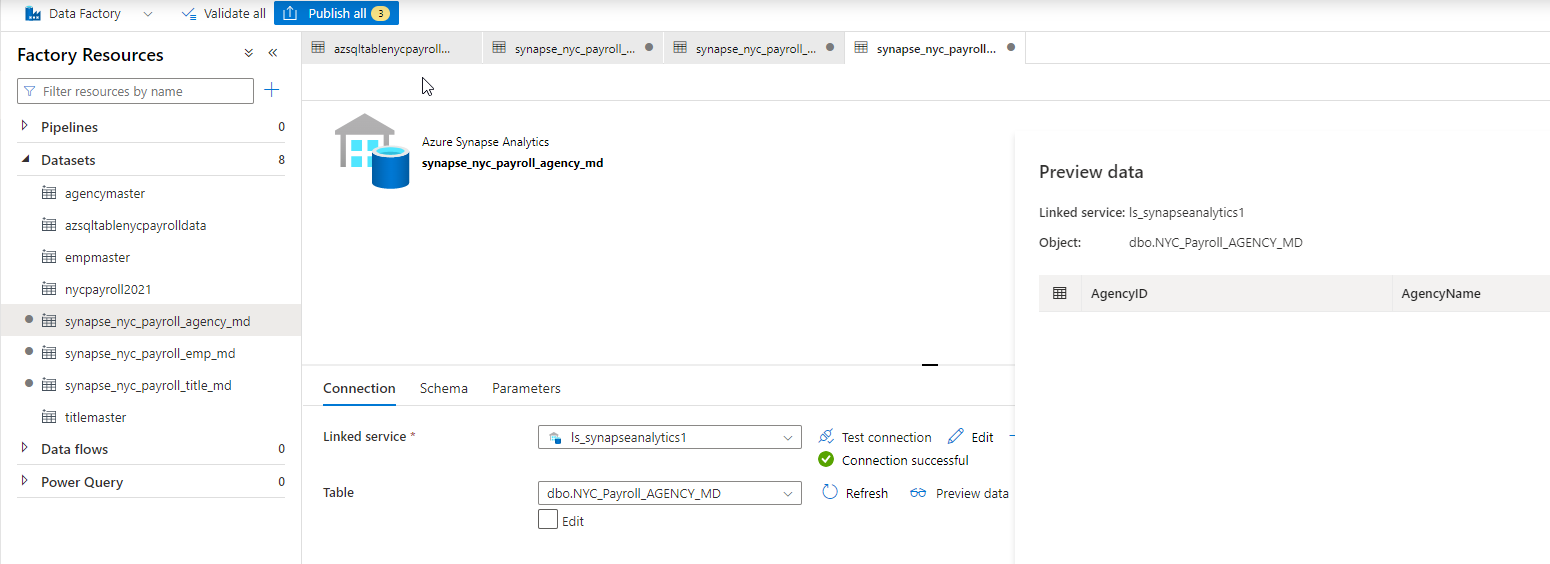 Data Factory Validate all Publish all 3
Factory Resources
Filter resources by name
Pipelines 0
Datasets 8
agencymaster
azsqltablenycpayrolldata
empmaster
nycpayroll2021
synapse_nyc_payroll_agency_md
synapse_nyc_payroll_emp_md
synapse_nyc_payroll_title_md
titlemaster
Data flows 0
Power Query 0
azsqltablenycpayroll... synapse_nyc_payroll_... synapse_nyc_payroll_... synapse_nyc_payroll...
Azure Synapse Analytics
synapse_nyc_payroll_agency_md
Connection Schema Parameters
Linked service * ls_synapseanalytics1 Test connection Edit
Connection successful
Table dbo.NYC_Payroll_AGENCY_MD Refresh Preview data
Edit
Preview data
Linked service: ls_synapseanalytics1
Object: dbo.NYC_Payroll_AGENCY_MD
AgencyID AgencyName